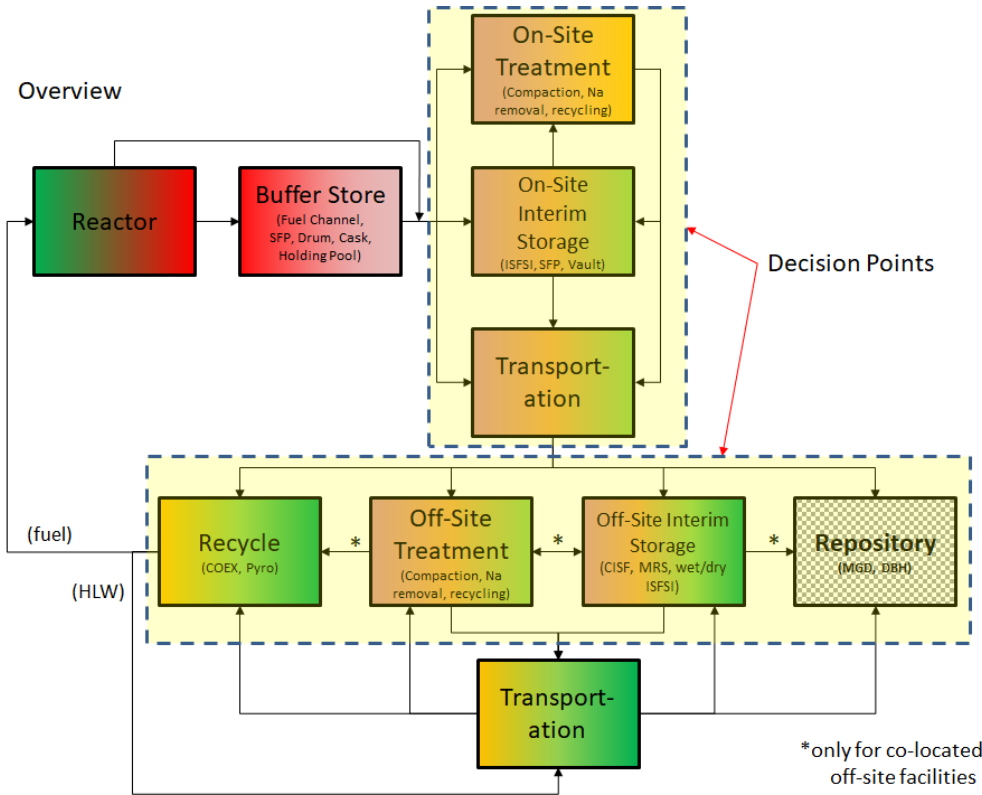 Overview
On-Site
Treatment
(Compaction, Na
removal, recycling)
Reactor
Buffer Store
(Fuel Channel,
SFP, Drum, Cask,
Holding Pool)
On-Site
Interim
Storage
(ISFSI, SFP, Vault)
Decision Points
Transport-
ation
(fuel)
(HLW)
Recycle
(COEX, Pyro)
*
Off-Site
Treatment
(Compaction, Na
removal, recycling)
*
Off-Site Interim
Storage
(CISF, MRS, wet/dry
ISFSI)
*
Repository
(MGD, DBH)
Transport-
ation
*only for co-located
off-site facilities